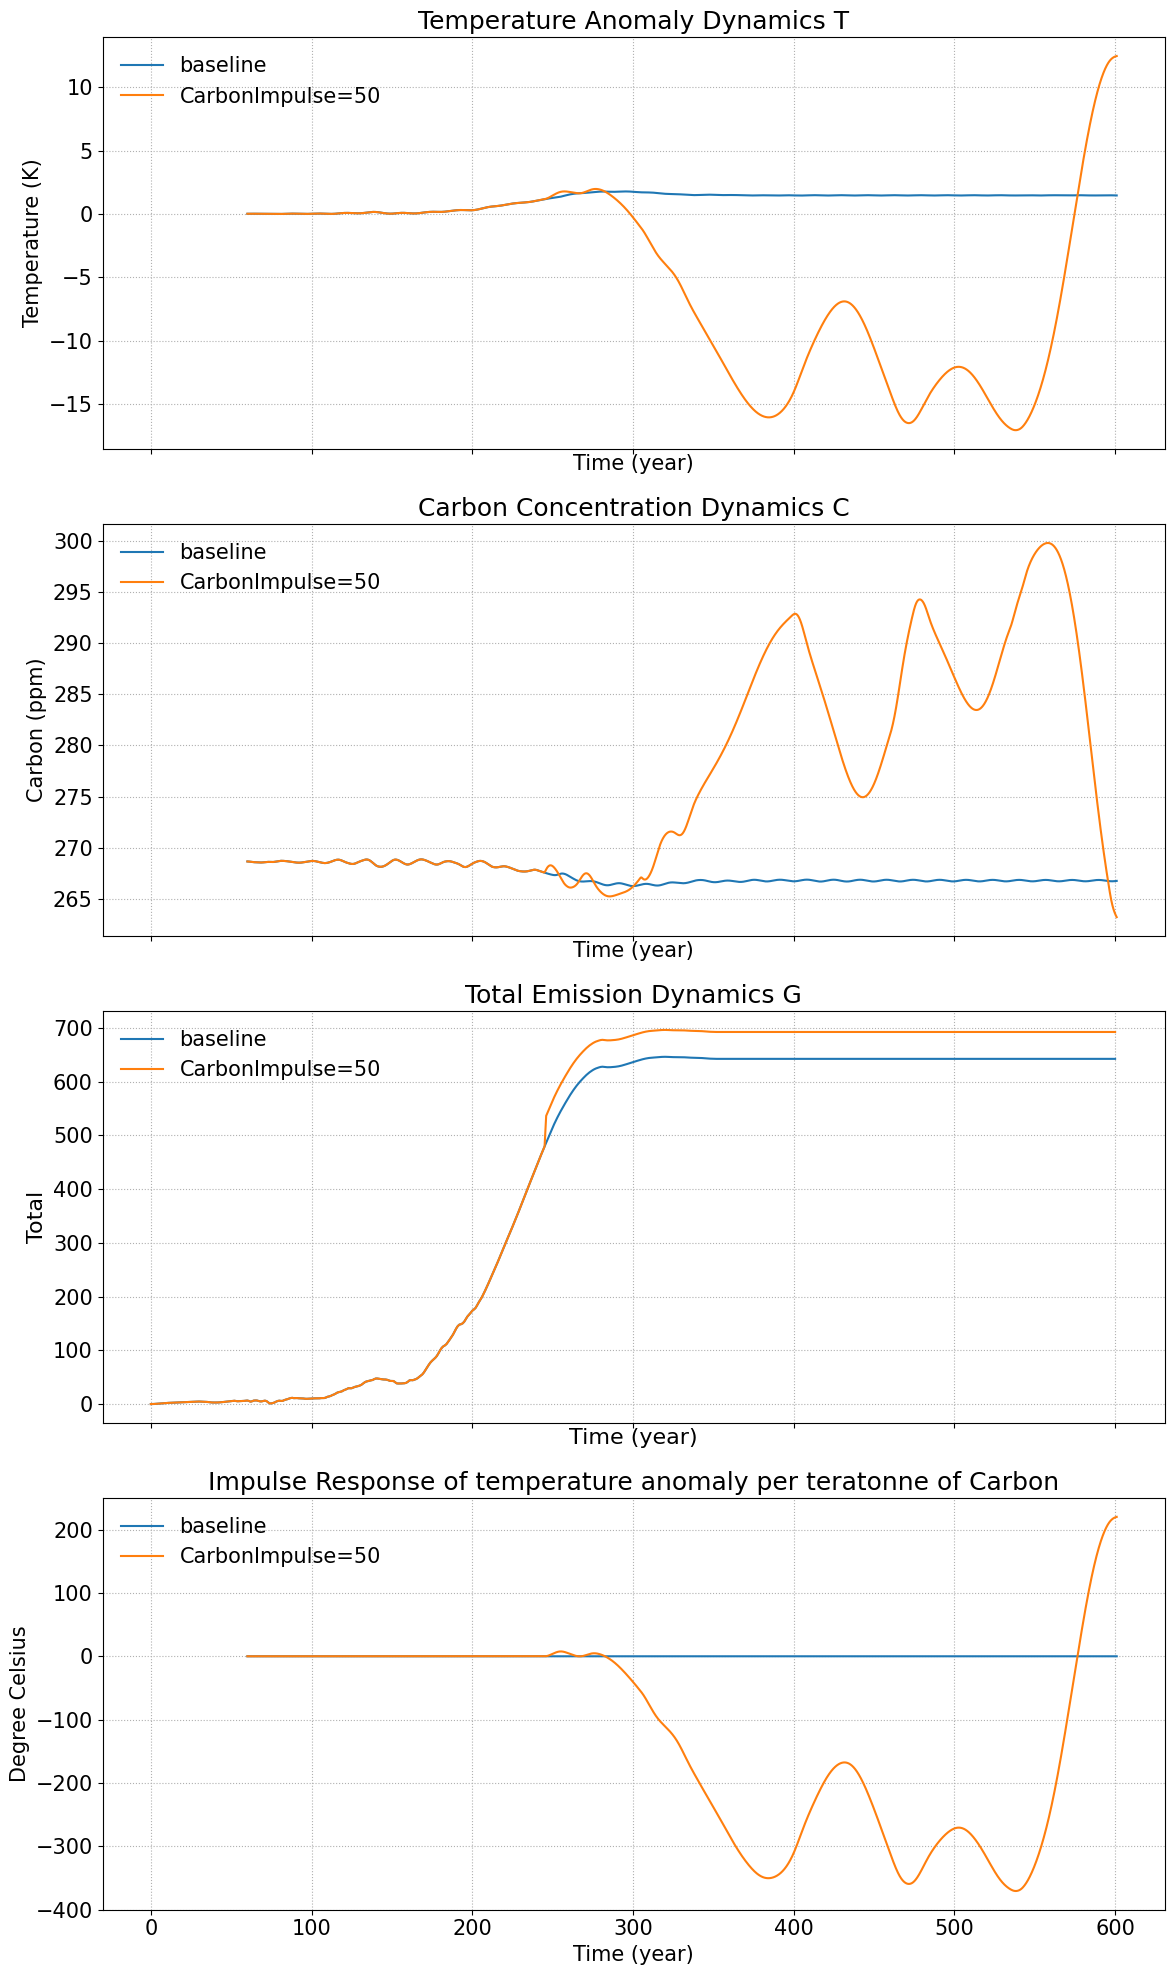 Temperature Anomaly Dynamics T
baseline
CarbonImpulse=50
Temperature (K)
10
5
0
−5
−10
−15
Time (year)
Carbon Concentration Dynamics C
baseline
CarbonImpulse=50
Carbon (ppm)
300
295
290
285
280
275
270
265
Time (year)
Total Emission Dynamics G
baseline
CarbonImpulse=50
Total
700
600
500
400
300
200
100
0
Time (year)
Impulse Response of temperature anomaly per teratonne of Carbon
baseline
CarbonImpulse=50
Degree Celsius
200
100
0
−100
−200
−300
−400
0 100 200 300 400 500 600
Time (year)